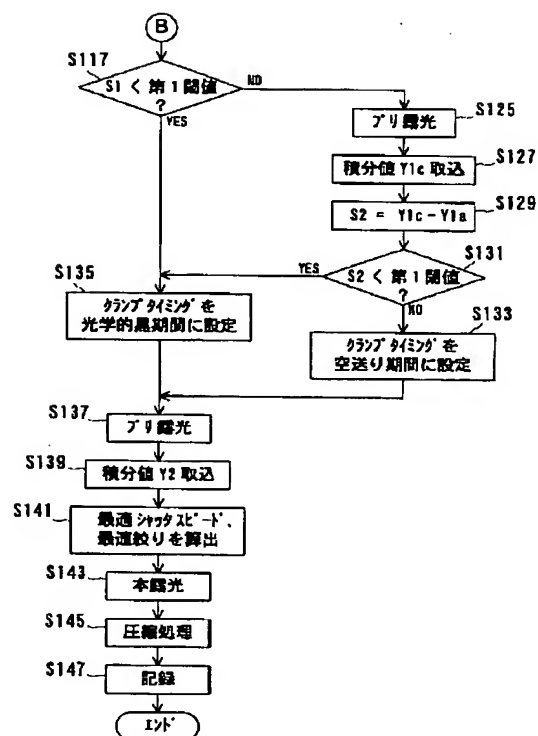 B
S117
S1 < 第1閾値
?
NO
YES
S125
プリ露光
S127
積分値Y1c取込
S129
S2 = Y1c-Y1a
S131
YES
S2 < 第1閾値
?
NO
S135
クランプタイミングを
光学的黒期間に設定
S133
クランプタイミングを
空送り期間に設定
S137
プリ露光
S139
積分値Y2取込
S141
最適シャッタスピード、
最適絞りを算出
S143
本露光
S145
圧縮処理
S147
記録
エンド